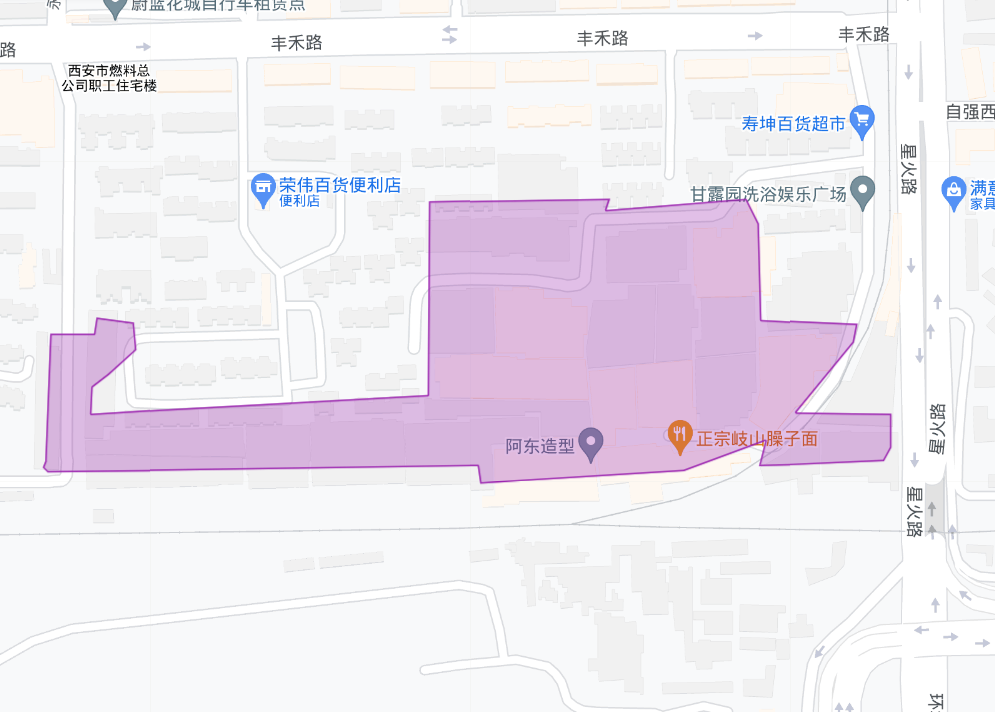 蔚蓝花城自行车租赁点
路
丰禾路
丰禾路
丰禾路
西安市燃料总
公司职工住宅楼
自强西
寿坤百货超市
星火路
荣伟百货便利店
便利店
甘露园洗浴娱乐广场
满意
家具
星火路
阿东造型
正宗岐山臊子面
星火路
环